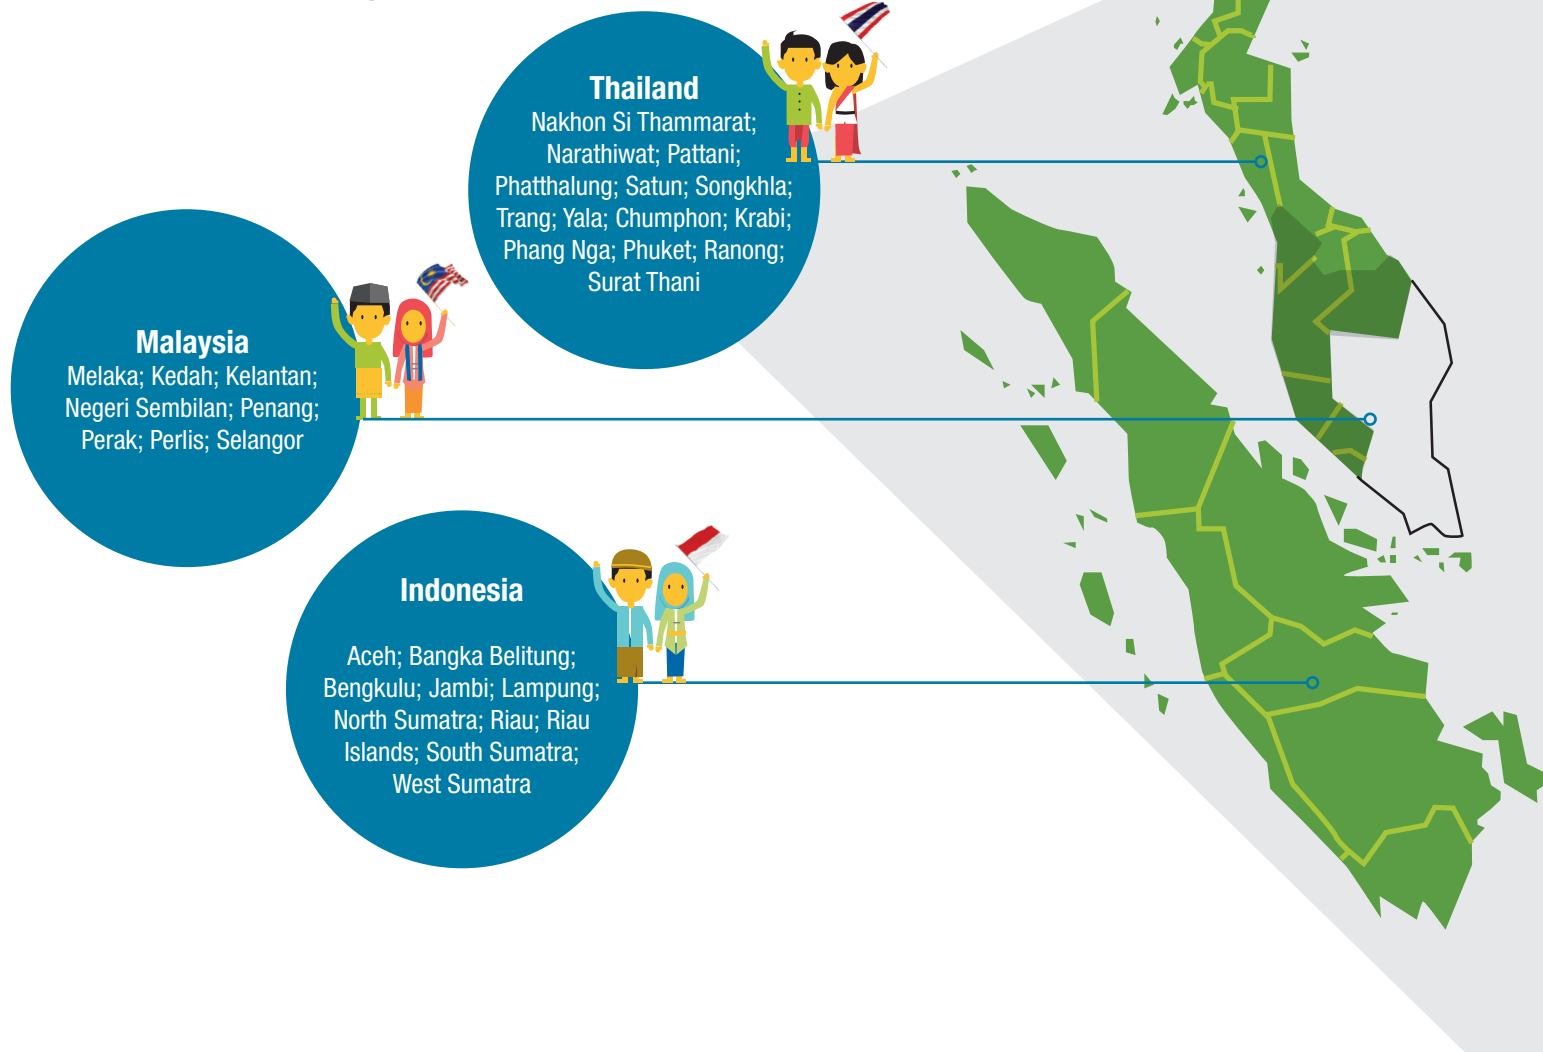 Thailand
Nakhon Si Thammarat;
Narathiwat; Pattani;
Phatthalung; Satun; Songkhla;
Trang; Yala; Chumphon; Krabi;
Phang Nga; Phuket; Ranong;
Surat Thani
Malaysia
Melaka; Kedah; Kelantan;
Negeri Sembilan; Penang;
Perak; Perlis; Selangor
Indonesia
Aceh; Bangka Belitung;
Bengkulu; Jambi; Lampung;
North Sumatra; Riau; Riau
Islands; South Sumatra;
West Sumatra